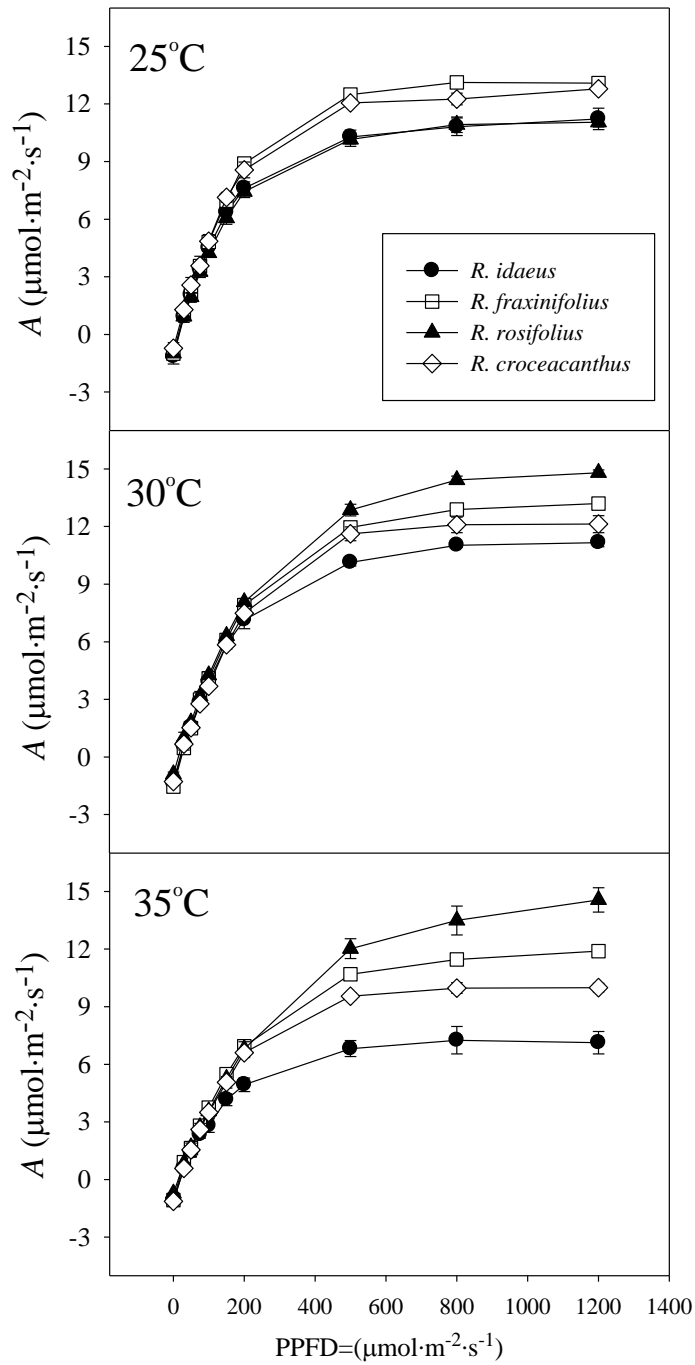 25°C
15
12
9
6
3
0
-3
A (μmol·m⁻²·s⁻¹)
R. idaeus
R. fraxinifolius
R. rosifolius
R. croceacanthus
30°C
15
12
9
6
3
0
-3
A (μmol·m⁻²·s⁻¹)
35°C
15
12
9
6
3
0
-3
A (μmol·m⁻²·s⁻¹)
0 200 400 600 800 1000 1200 1400
PPFD=(μmol·m⁻²·s⁻¹)